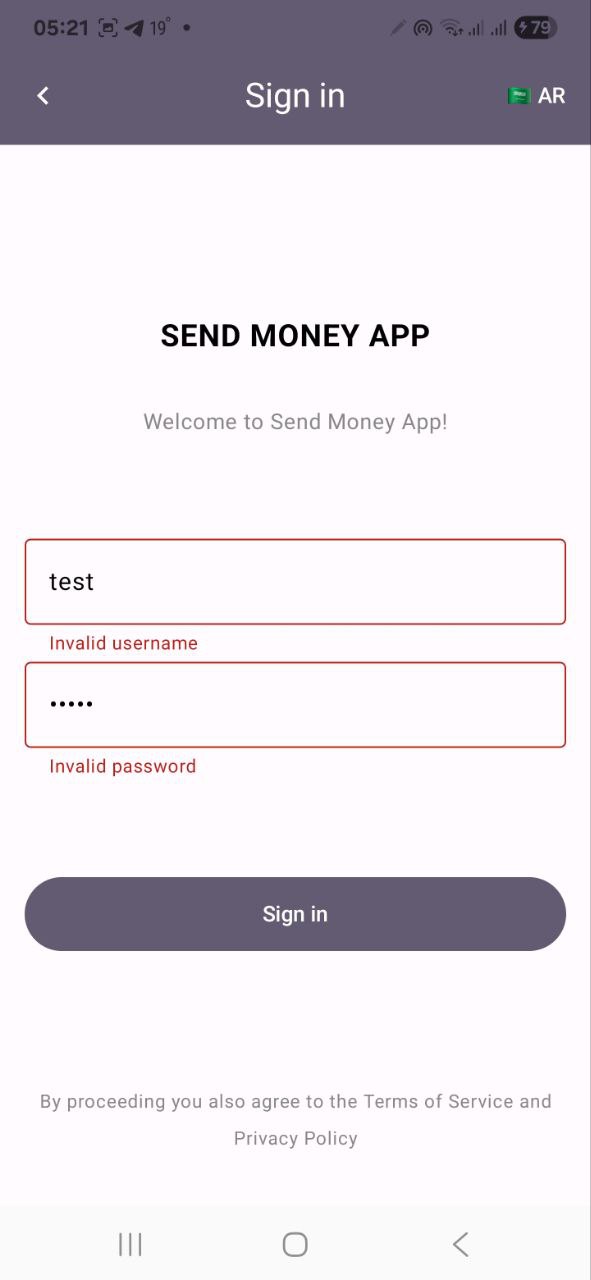 05:21 19°
79
Sign in
AR
SEND MONEY APP
Welcome to Send Money App!
test
Invalid username
•••••
Invalid password
Sign in
By proceeding you also agree to the Terms of Service and
Privacy Policy